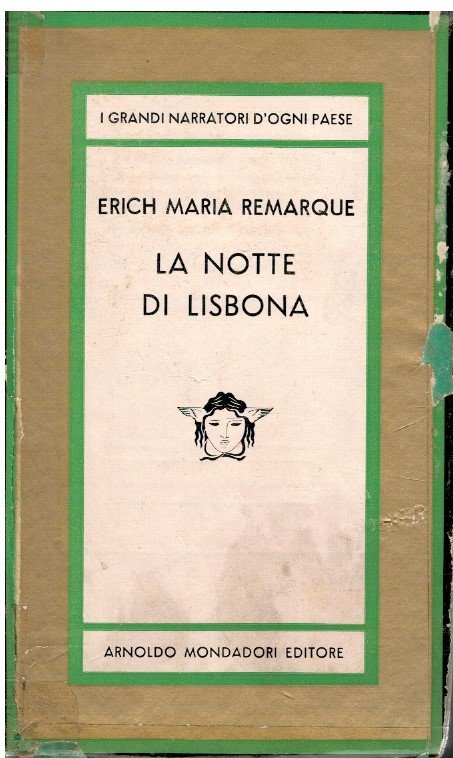 I GRANDI NARRATORI D'OGNI PAESE
ERICH MARIA REMARQUE
LA NOTTE
DI LISBONA
ARNOLDO MONDADORI EDITORE